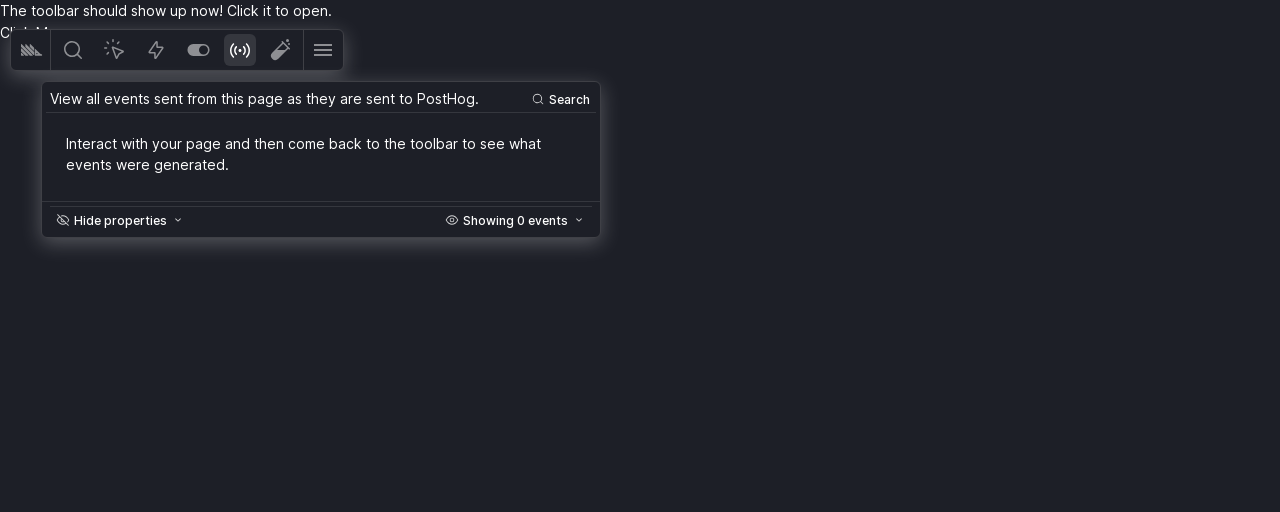 The toolbar should show up now! Click it to open.
View all events sent from this page as they are sent to PostHog.
Search
Interact with your page and then come back to the toolbar to see what
events were generated.
Hide properties
Showing 0 events